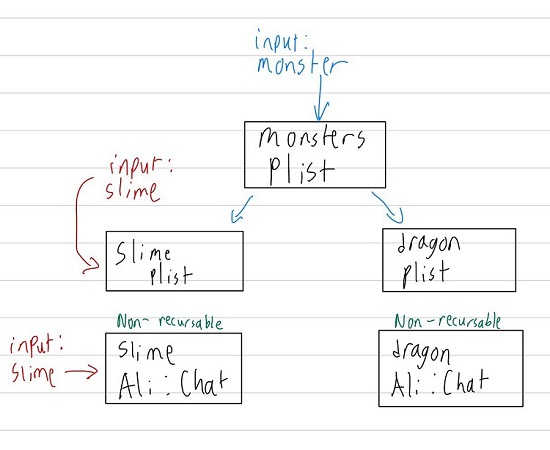 input:
monster
monsters
plist
input:
slime
Slime
plist
dragon
plist
Non-recursable
Non-recursable
input:
slime
slime
Ali:Chat
dragon
Ali:Chat